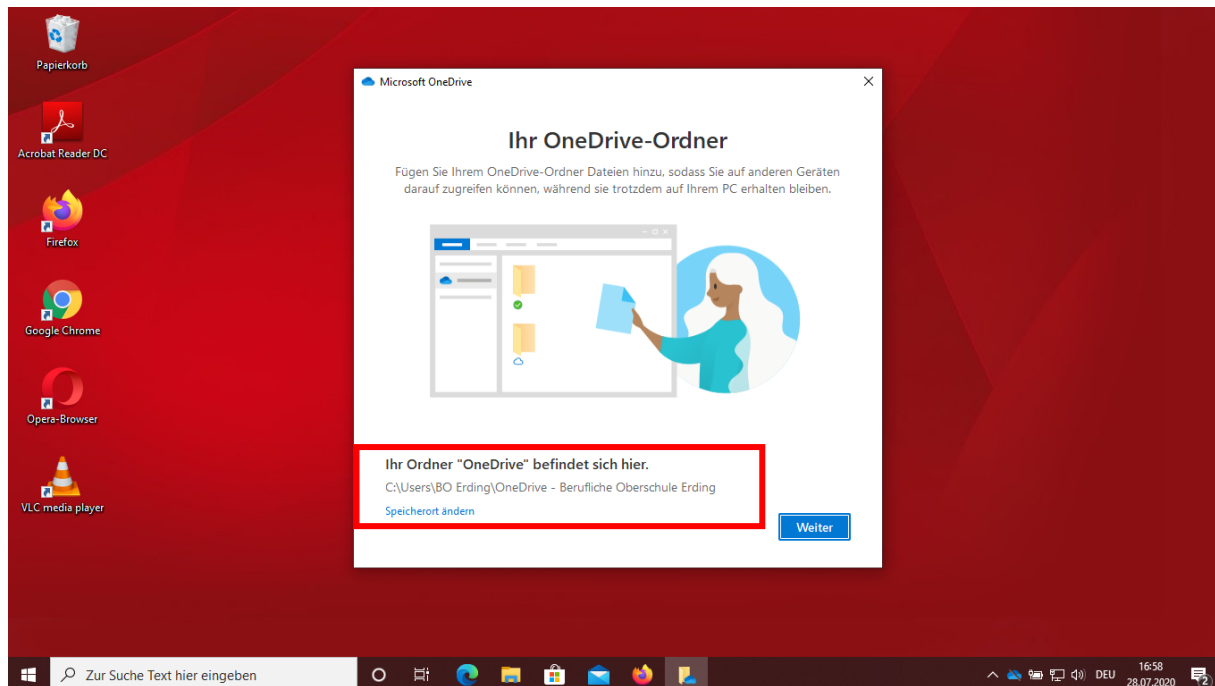 Papierkorb
Acrobat Reader DC
Firefox
Google Chrome
Opera-Browser
VLC media player
Microsoft OneDrive
Ihr OneDrive-Ordner
Fügen Sie Ihrem OneDrive-Ordner Dateien hinzu, sodass Sie auf anderen Geräten
darauf zugreifen können, während sie trotzdem auf Ihrem PC erhalten bleiben.
Ihr Ordner "OneDrive" befindet sich hier.
C:\Users\BO Erding\OneDrive - Berufliche Oberschule Erding
Speicherort ändern
Weiter
Zur Suche Text hier eingeben
DEU
16:58
28.07.2020
2